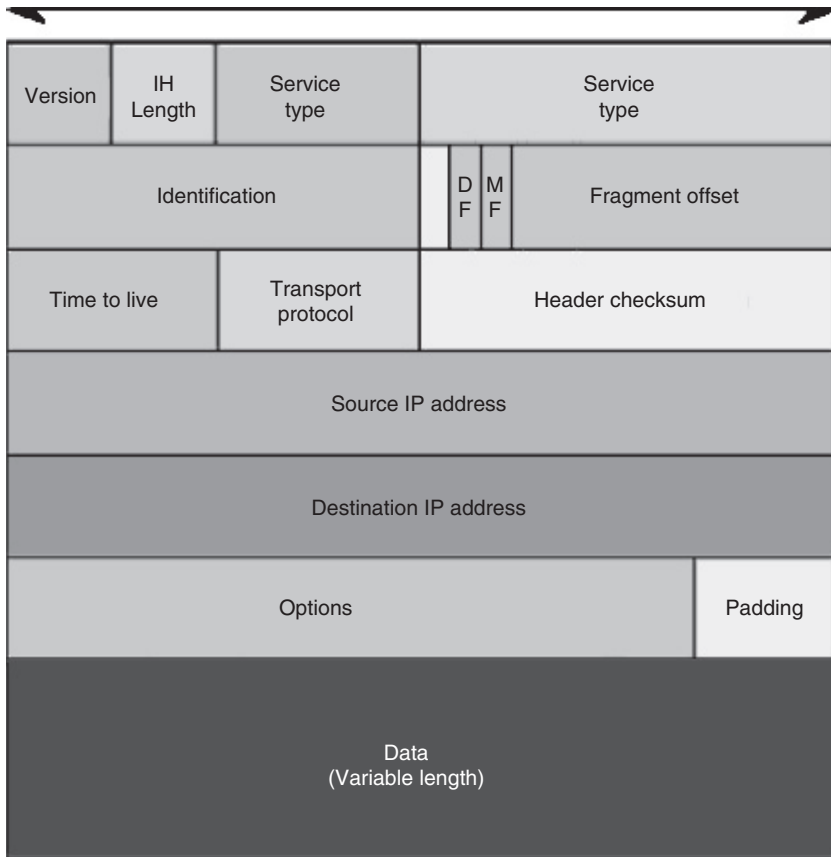 Version
IH
Length
Service
type
Service
type
Identification
D
F
M
F
Fragment offset
Time to live
Transport
protocol
Header checksum
Source IP address
Destination IP address
Options
Padding
Data
(Variable length)